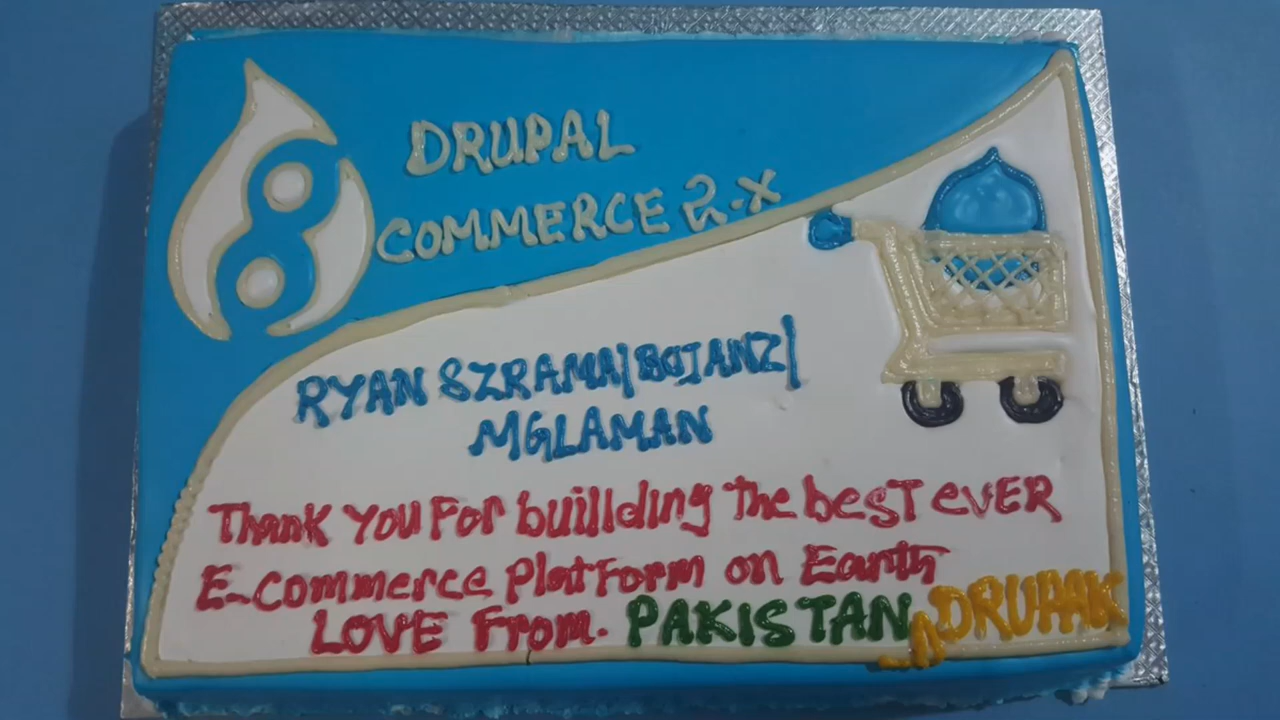 DRUPAL
COMMERCE 2.X
RYAN SZRAMA|BOJANZ|
MGLAMAN
Thank You For buillding The besT eVER
E-Commerce PlatForm on Earth
LOVE From. PAKISTAN, DRUPAK